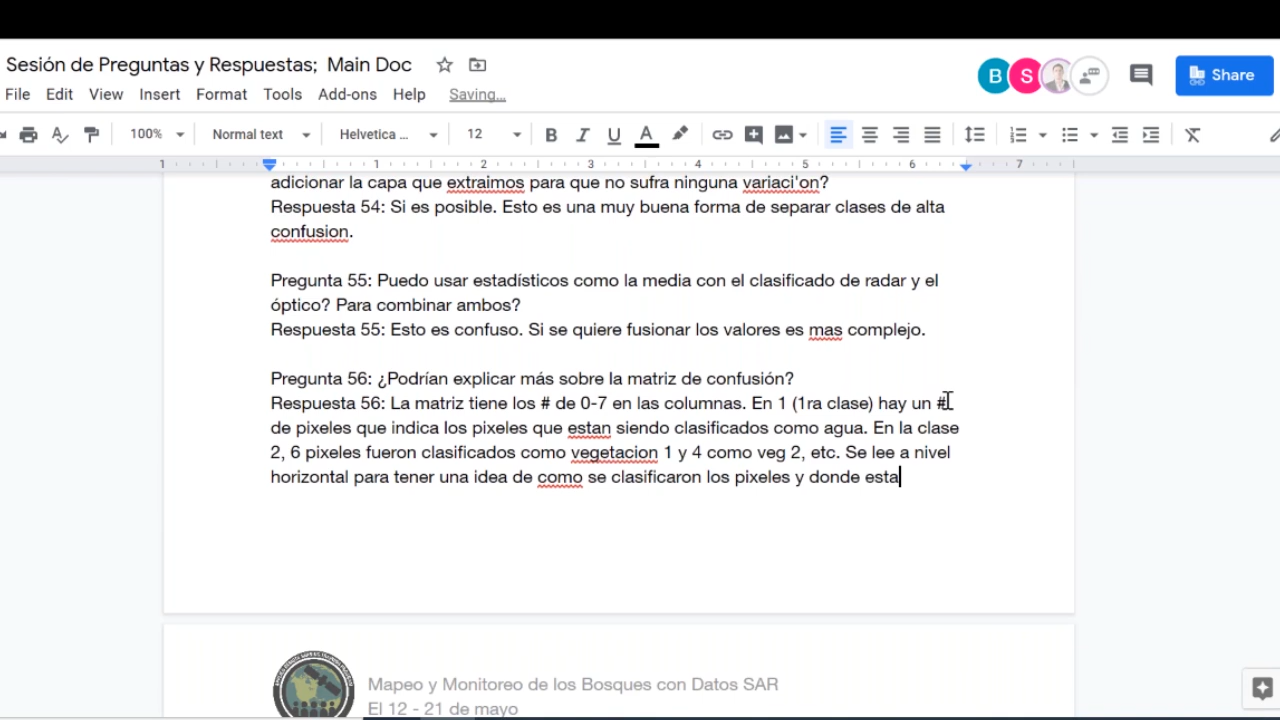 Sesión de Preguntas y Respuestas; Main Doc
B S
Share
File Edit View Insert Format Tools Add-ons Help Saving...
100% Normal text Helvetica ... 12 B I U A
1 1 2 3 4 5 6 7
adicionar la capa que extraimos para que no sufra ninguna variaci'on?
Respuesta 54: Si es posible. Esto es una muy buena forma de separar clases de alta
confusion.
Pregunta 55: Puedo usar estadísticos como la media con el clasificado de radar y el
óptico? Para combinar ambos?
Respuesta 55: Esto es confuso. Si se quiere fusionar los valores es mas complejo.
Pregunta 56: ¿Podrían explicar más sobre la matriz de confusión?
Respuesta 56: La matriz tiene los # de 0-7 en las columnas. En 1 (1ra clase) hay un #
de pixeles que indica los pixeles que estan siendo clasificados como agua. En la clase
2, 6 pixeles fueron clasificados como vegetacion 1 y 4 como veg 2, etc. Se lee a nivel
horizontal para tener una idea de como se clasificaron los pixeles y donde esta
Mapeo y Monitoreo de los Bosques con Datos SAR
El 12 - 21 de mayo